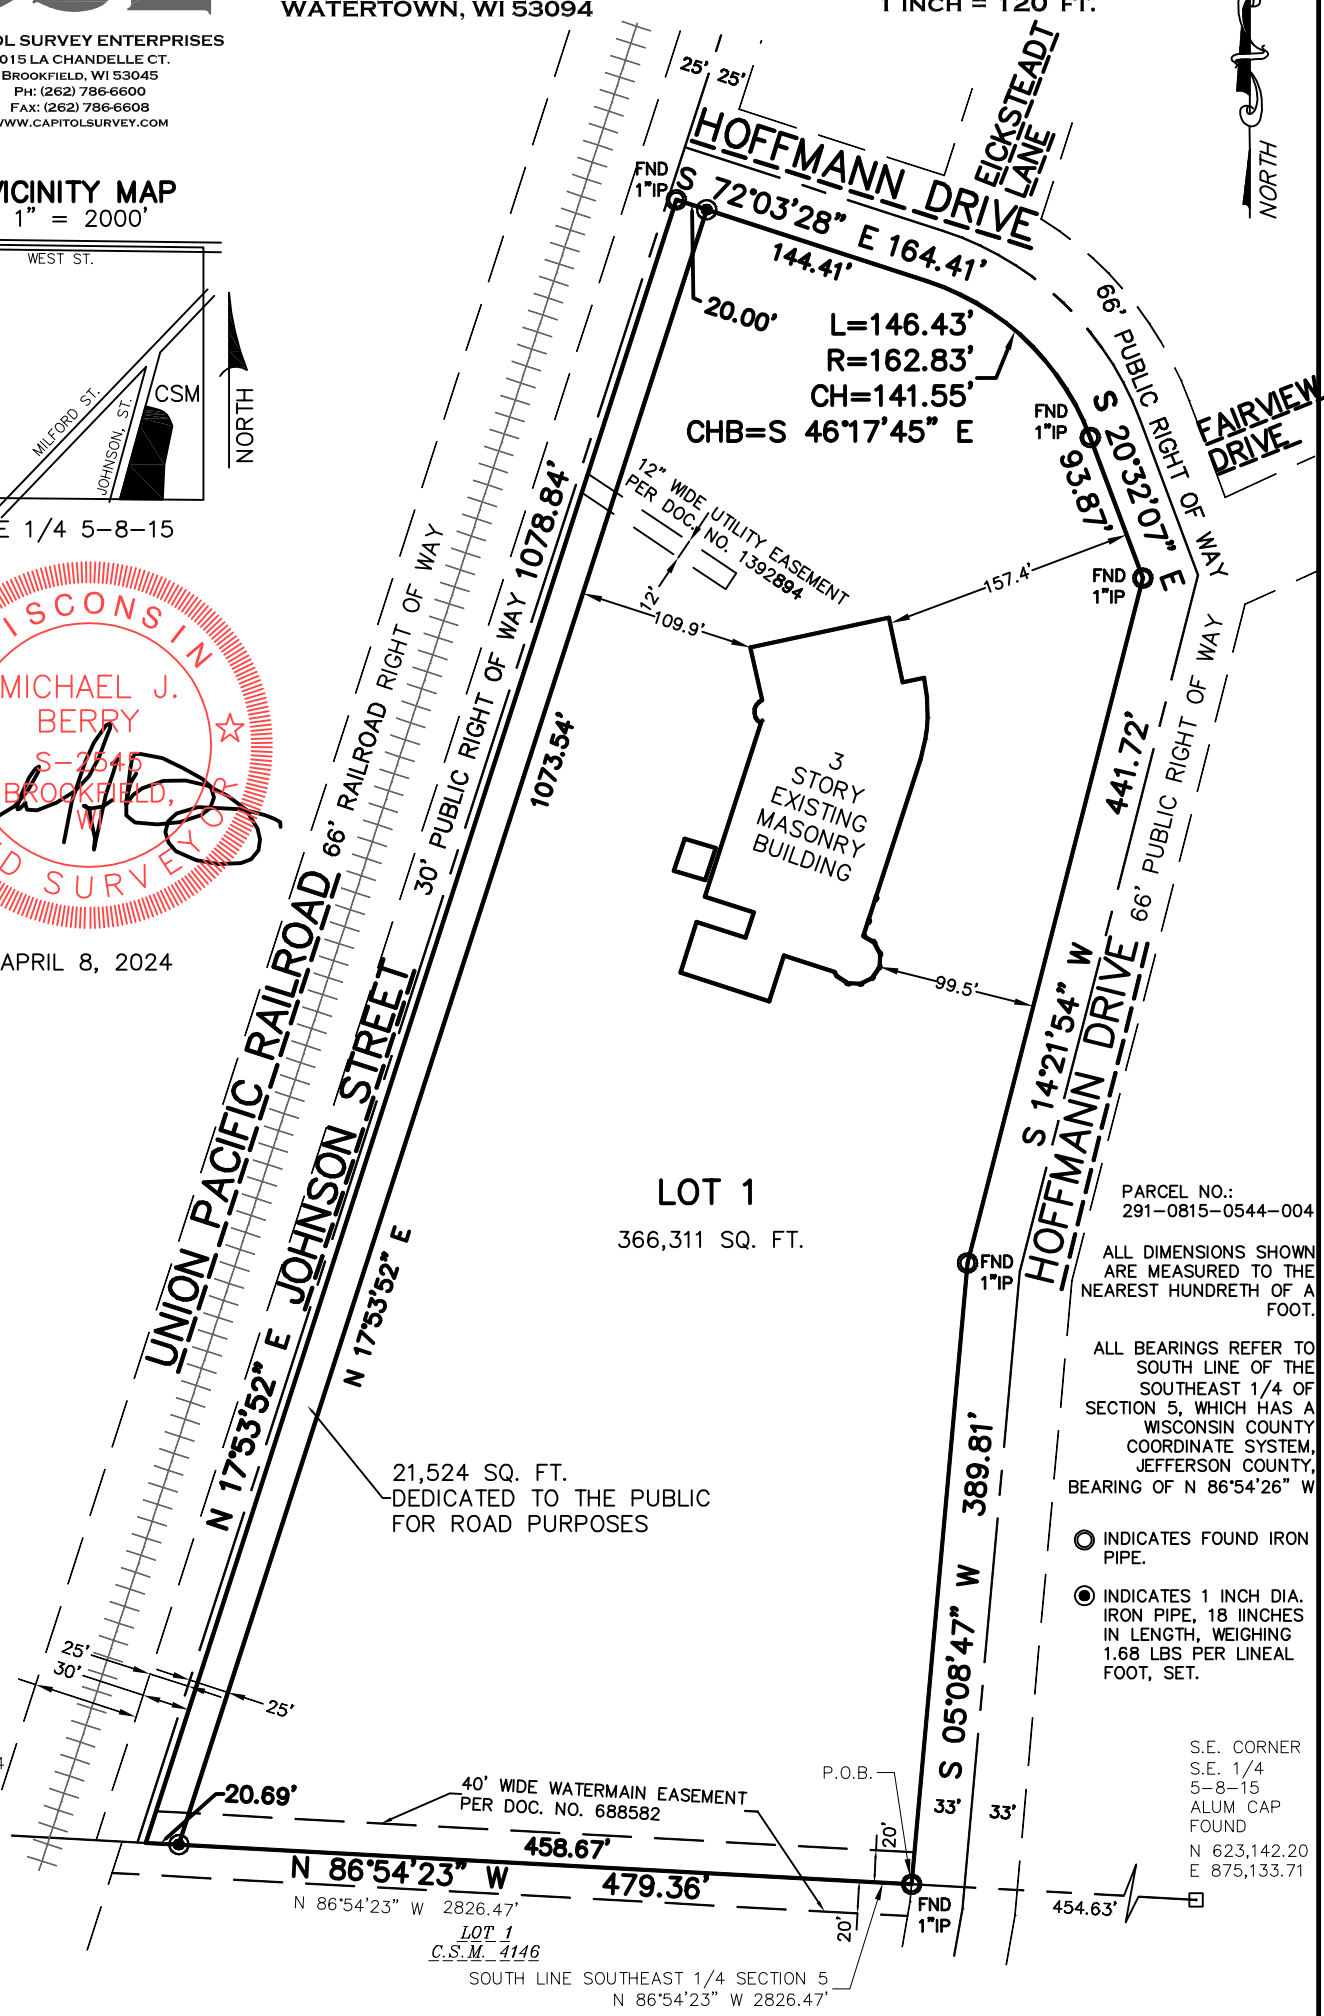 WATERTOWN, WI 53094
1 INCH = 120 FT.
OL SURVEY ENTERPRISES
015 LA CHANDELLE CT.
BROOKFIELD, WI 53045
PH: (262) 786-6600
FAX: (262) 786-6608
WWW.CAPITOLSURVEY.COM
VICINITY MAP
1" = 2000'
WEST ST.
MILFORD ST.
JOHNSON, ST.
CSM
NORTH
E 1/4 5-8-15
ISCONSIN
MICHAEL J.
BERRY
S-2545
BROOKFIELD,
WI
D SURVEYOR
APRIL 8, 2024
25' 25'
HOFFMANN DRIVE
EICKSTEADT
LANE
NORTH
FND
1"IP
S 72°03'28" E 164.41'
144.41'
20.00'
L=146.43'
R=162.83'
CH=141.55'
CHB=S 46°17'45" E
66' PUBLIC RIGHT OF WAY
FAIRVIEW
DRIVE
FND
1"IP
S 20°32'07" E
93.87'
FND
1"IP
12" WIDE UTILITY EASEMENT
PER DOC. NO. 1392894
12'
109.9'
157.4'
3
STORY
EXISTING
MASONRY
BUILDING
99.5'
UNION PACIFIC RAILROAD 66' RAILROAD RIGHT OF WAY
JOHNSON STREET 30' PUBLIC RIGHT OF WAY
N 17°53'52" E
1078.84'
1073.54'
N 17°53'52" E
441.72'
S 14°21'54" W
HOFFMANN DRIVE 66' PUBLIC RIGHT OF WAY
LOT 1
366,311 SQ. FT.
FND
1"IP
PARCEL NO.:
291-0815-0544-004
ALL DIMENSIONS SHOWN
ARE MEASURED TO THE
NEAREST HUNDRETH OF A
FOOT.
ALL BEARINGS REFER TO
SOUTH LINE OF THE
SOUTHEAST 1/4 OF
SECTION 5, WHICH HAS A
WISCONSIN COUNTY
COORDINATE SYSTEM,
JEFFERSON COUNTY,
BEARING OF N 86°54'26" W
INDICATES FOUND IRON
PIPE.
INDICATES 1 INCH DIA.
IRON PIPE, 18 IINCHES
IN LENGTH, WEIGHING
1.68 LBS PER LINEAL
FOOT, SET.
21,524 SQ. FT.
DEDICATED TO THE PUBLIC
FOR ROAD PURPOSES
S 05°08'47" W 389.81'
25'
30'
25'
20.69'
40' WIDE WATERMAIN EASEMENT
PER DOC. NO. 688582
P.O.B.
33' 33'
20'
S.E. CORNER
S.E. 1/4
5-8-15
ALUM CAP
FOUND
N 623,142.20
E 875,133.71
458.67'
N 86°54'23" W 479.36'
N 86°54'23" W 2826.47'
20'
FND
1"IP
454.63'
LOT 1
C.S.M. 4146
SOUTH LINE SOUTHEAST 1/4 SECTION 5
N 86°54'23" W 2826.47'